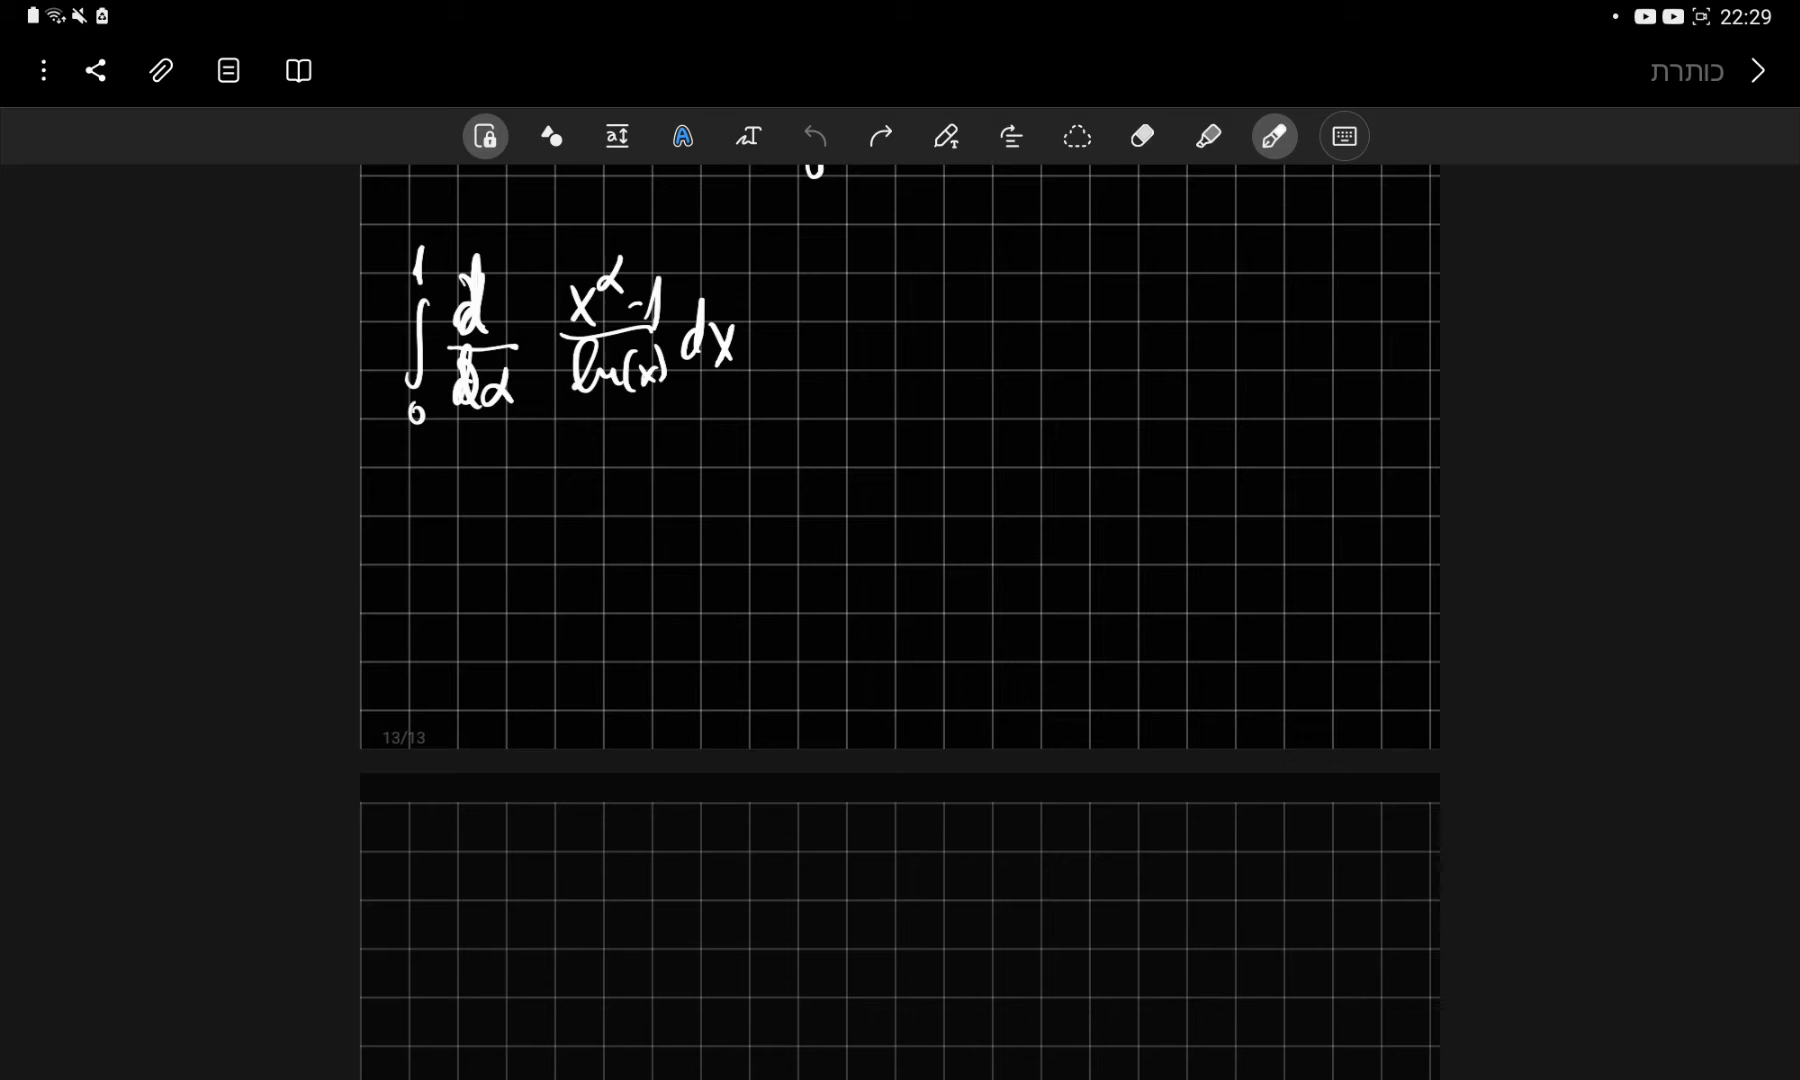 22:29
כותרת
∫₀¹ d/dα (x^α - 1)/ln(x) dx
13/13